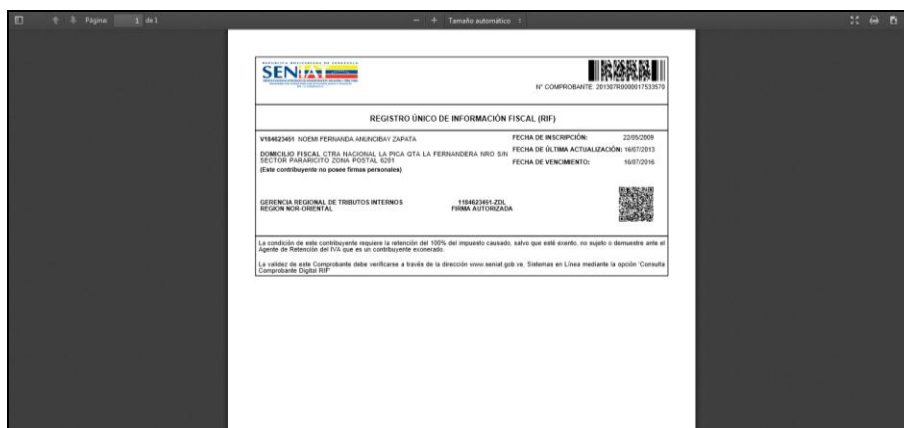 Página: 1 de 1
Tamaño automático
REPÚBLICA BOLIVARIANA DE VENEZUELA
SENIAT
N° COMPROBANTE: 201307R0000017533570
REGISTRO ÚNICO DE INFORMACIÓN FISCAL (RIF)
V184623451 NOEMI FERNANDA ANUNCIBAY ZAPATA
FECHA DE INSCRIPCIÓN: 22/05/2009
DOMICILIO FISCAL CTRA NACIONAL LA PICA QTA LA FERNANDERA NRO S/N
FECHA DE ÚLTIMA ACTUALIZACIÓN: 16/07/2013
SECTOR PARARICITO ZONA POSTAL 6201
FECHA DE VENCIMIENTO: 16/07/2016
(Este contribuyente no posee firmas personales)
GERENCIA REGIONAL DE TRIBUTOS INTERNOS
REGION NOR-ORIENTAL
1184623451-ZDL
FIRMA AUTORIZADA
La condición de este contribuyente requiere la retención del 100% del impuesto causado, salvo que esté exento, no sujeto o demuestre ante el
Agente de Retención del IVA que es un contribuyente exonerado.
La validez de este Comprobante debe verificarse a través de la dirección www.seniat.gob.ve, Sistemas en Línea mediante la opción 'Consulta
Comprobante Digital RIF'